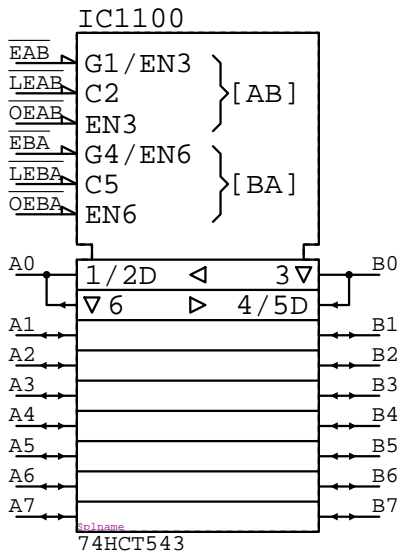 IC1100
EAB G1/EN3
LEAB C2 [AB]
OEAB EN3
EBA G4/EN6
LEBA C5 [BA]
OEBA EN6
A0 1/2D ◁ 3▽ B0
▽6 ▷ 4/5D
A1 B1
A2 B2
A3 B3
A4 B4
A5 B5
A6 B6
A7 B7
$plname
74HCT543